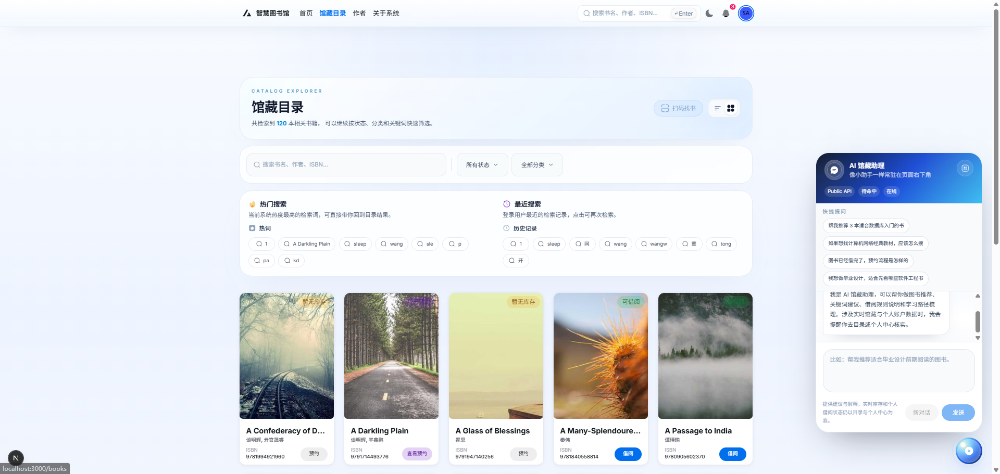 智慧图书馆
首页
馆藏目录
作者
关于系统
搜索书名、作者、ISBN...
Enter
3
SA
CATALOG EXPLORER
馆藏目录
共检索到 120 本相关书籍， 可以继续按状态、分类和关键词快速筛选。
扫码找书
搜索书名、作者、ISBN...
所有状态
全部分类
热门搜索
当前系统热度最高的检索词，可直接带你回到目录结果。
热词
1
A Darkling Plain
sleep
wang
sle
p
pa
kd
最近搜索
登录用户最近的检索记录，点击可再次检索。
历史记录
1
sleep
网
wang
wangw
童
tong
开
暂无库存
A Confederacy of D...
谈明辉, 亓官晟睿
ISBN
9781994921960
预约
A Darkling Plain
谈明辉, 羊鑫鹏
ISBN
9791714493776
查看预约
暂无库存
A Glass of Blessings
翟思
ISBN
9791947140256
预约
可借阅
A Many-Splendoure...
秦伟
ISBN
9781840558814
借阅
A Passage to India
谭瑾瑜
ISBN
9780905602370
借阅
AI 馆藏助理
像小助手一样常驻在页面右下角
Public API
待命中
在线
快捷提问
帮我推荐 3 本适合数据库入门的书
如果想找计算机网络经典教材，应该怎么搜
图书已经借完了，预约流程是怎样的
我想做毕业设计，适合先看哪些软件工程书
我是 AI 馆藏助理，可以帮你做图书推荐、
关键词建议、借阅规则说明和学习路径梳
理。涉及实时馆藏与个人账户数据时，我会
提醒你去目录或个人中心核实。
比如：帮我推荐适合毕业设计前期阅读的图书。
提供建议与解释，实时库存和个人
借阅状态仍以目录与个人中心为
准。
新对话
发送
N
localhost:3000/books